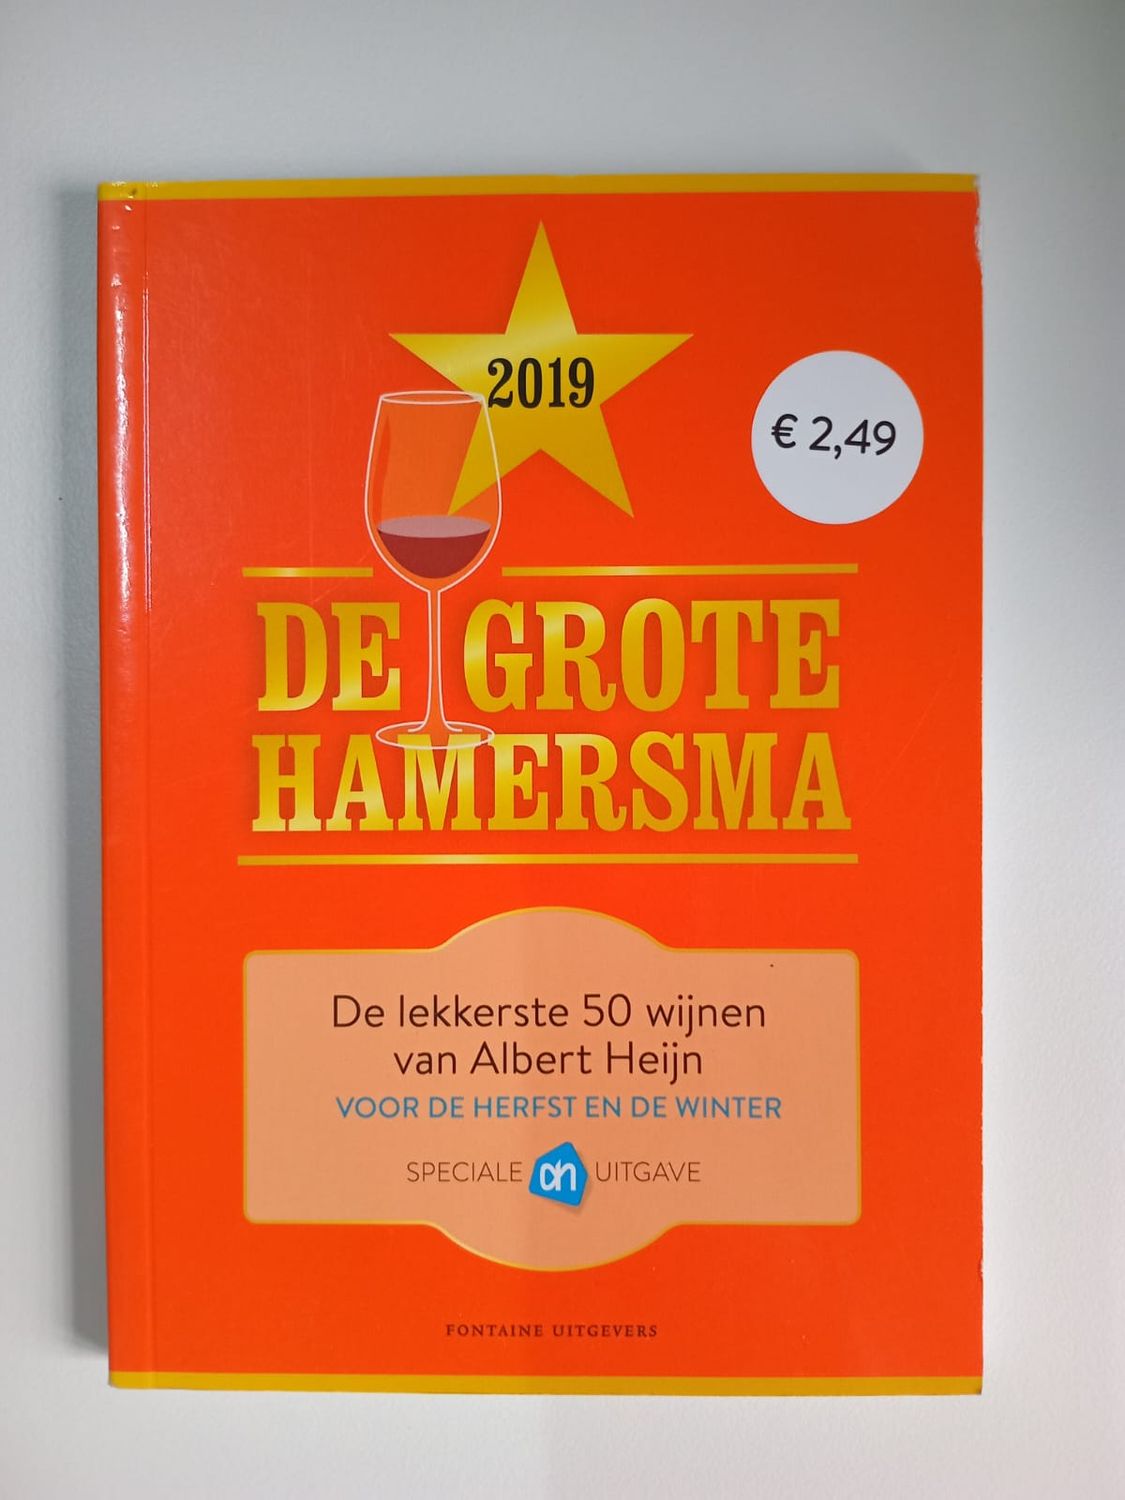 2019
€ 2,49
DE GROTE
HAMERSMA
De lekkerste 50 wijnen
van Albert Heijn
VOOR DE HERFST EN DE WINTER
SPECIALE ah UITGAVE
FONTAINE UITGEVERS